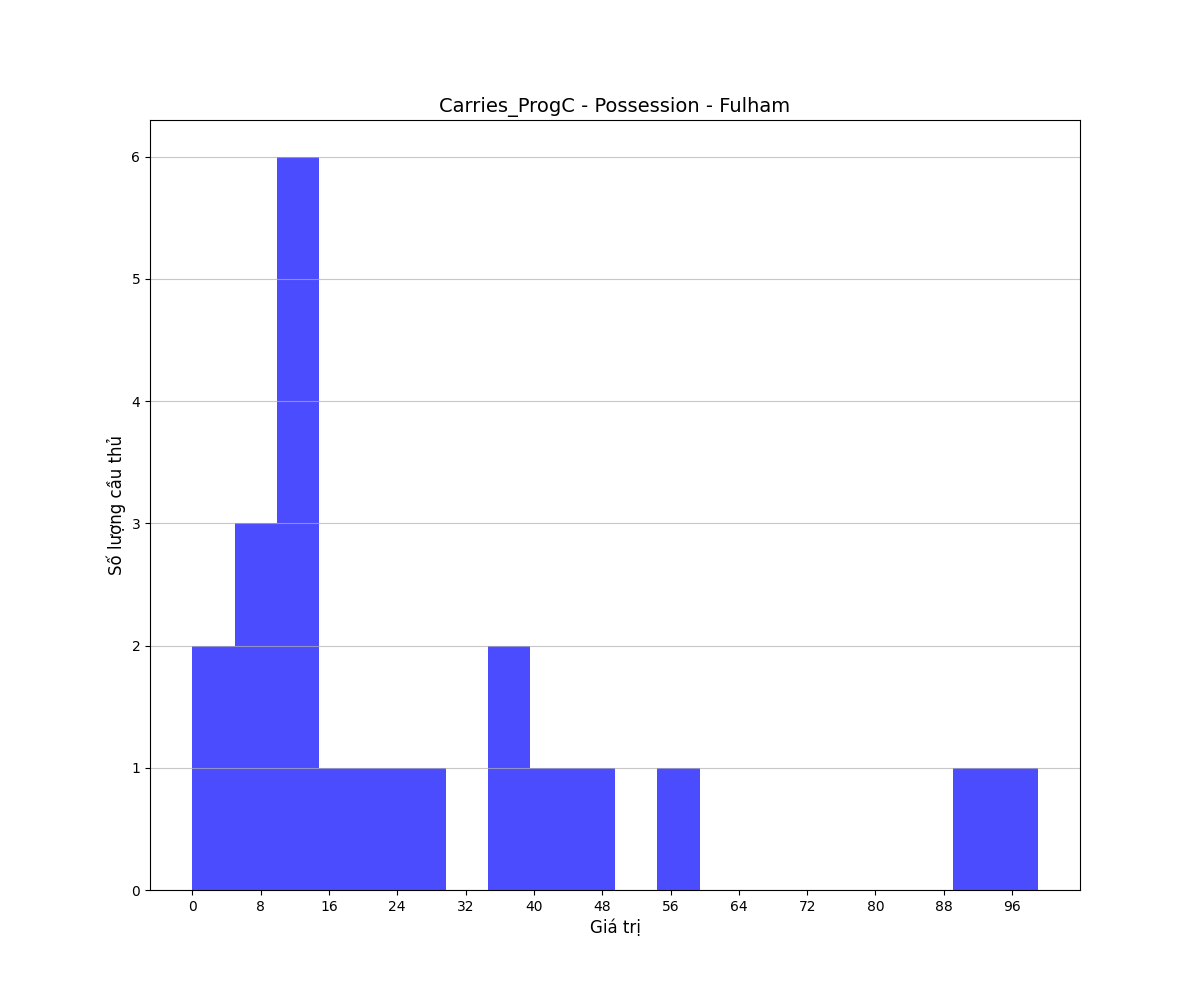 Carries_ProgC - Possession - Fulham
6
5
4
3
2
1
0
Số lượng cầu thủ
0 8 16 24 32 40 48 56 64 72 80 88 96
Giá trị